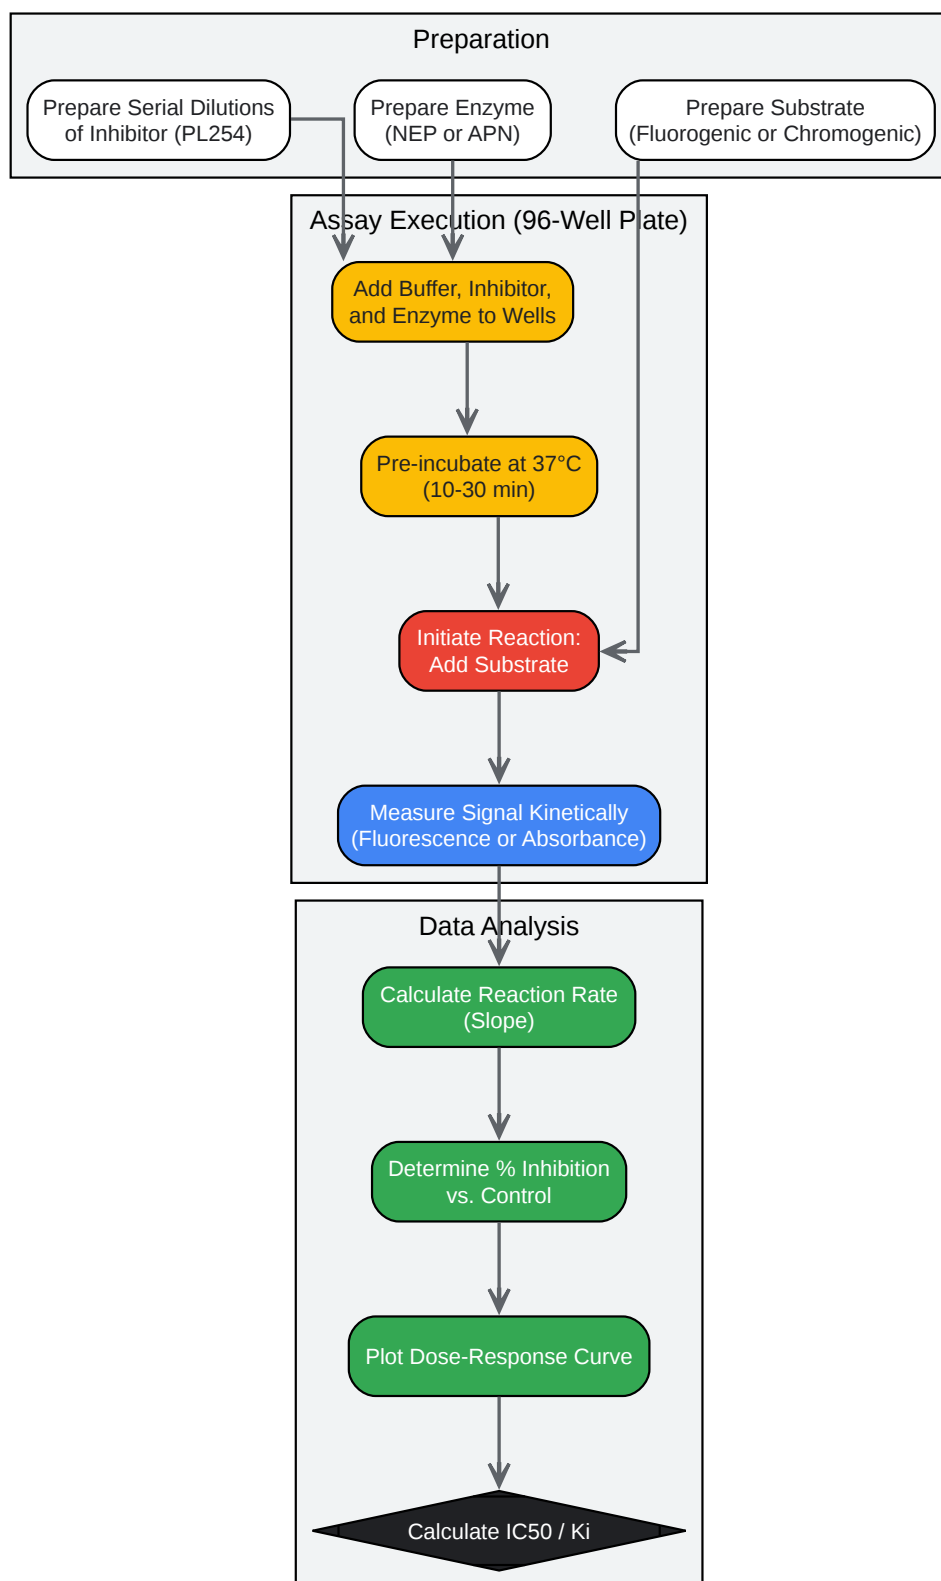 Preparation
Prepare Serial Dilutions
of Inhibitor (PL254)
Prepare Enzyme
(NEP or APN)
Prepare Substrate
(Fluorogenic or Chromogenic)
Assay Execution (96-Well Plate)
Add Buffer, Inhibitor,
and Enzyme to Wells
Pre-incubate at 37°C
(10-30 min)
Initiate Reaction:
Add Substrate
Measure Signal Kinetically
(Fluorescence or Absorbance)
Data Analysis
Calculate Reaction Rate
(Slope)
Determine % Inhibition
vs. Control
Plot Dose-Response Curve
Calculate IC50 / Ki